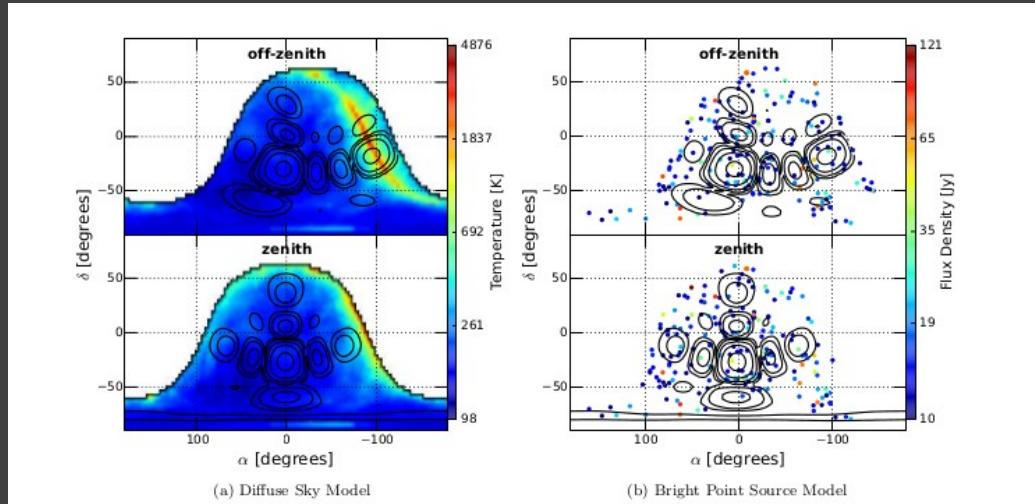 off-zenith
50
0
−50
δ [degrees]
zenith
50
0
−50
δ [degrees]
100
0
−100
α [degrees]
4876
1837
692
261
98
Temperature [K]
(a) Diffuse Sky Model
off-zenith
50
0
−50
δ [degrees]
zenith
50
0
−50
δ [degrees]
100
0
−100
α [degrees]
121
65
35
19
10
Flux Density [Jy]
(b) Bright Point Source Model